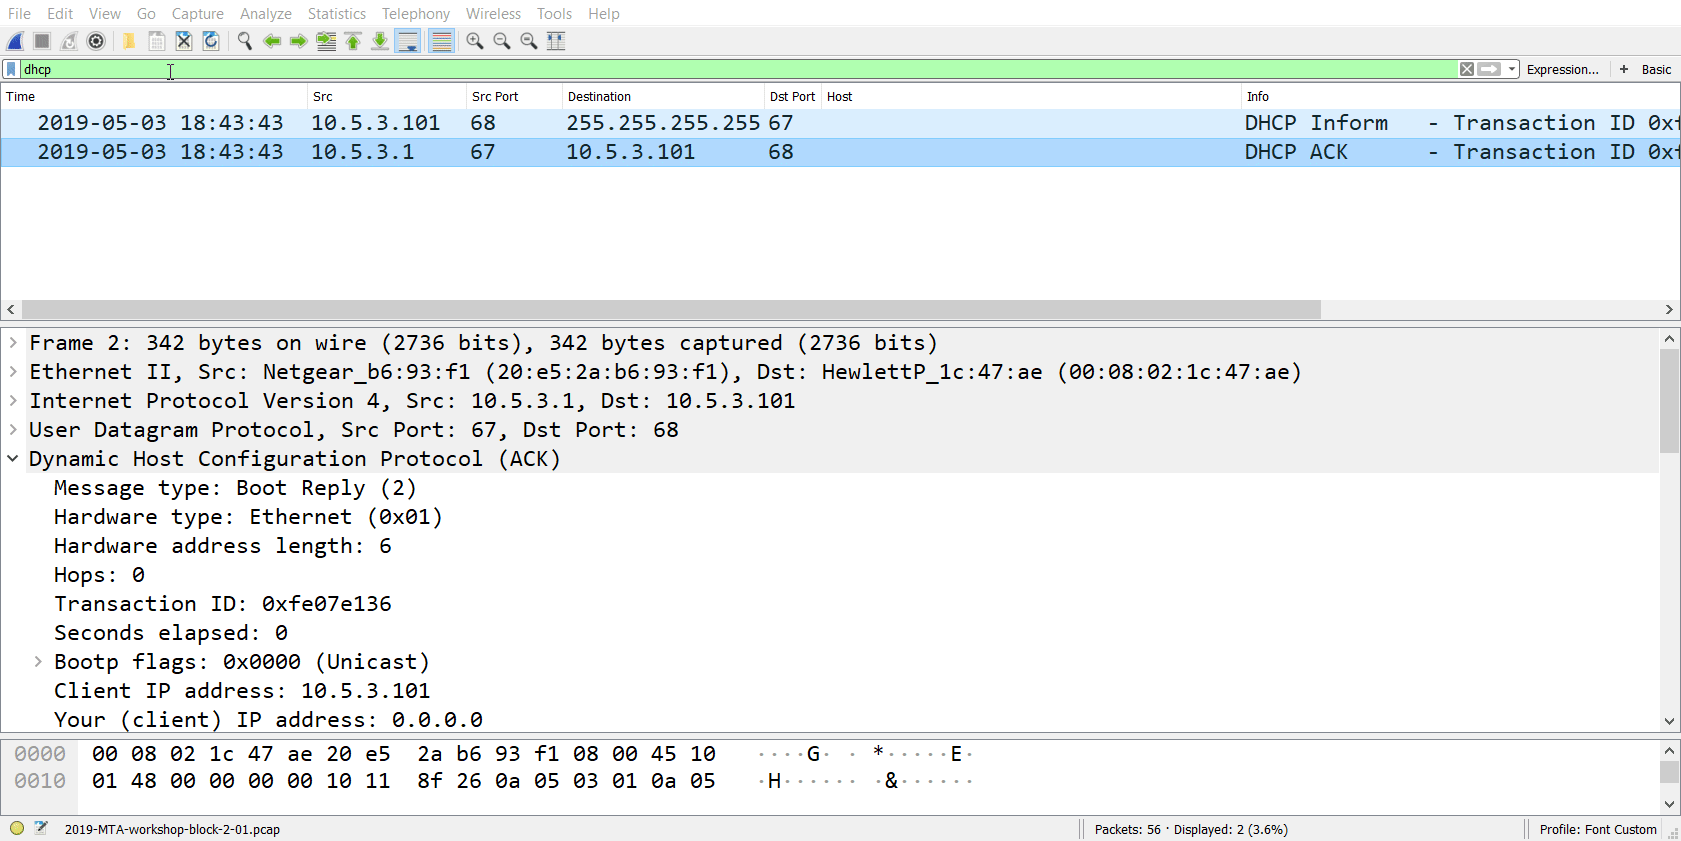 File Edit View Go Capture Analyze Statistics Telephony Wireless Tools Help
dhcp Expression... + Basic
Time Src Src Port Destination Dst Port Host Info
2019-05-03 18:43:43 10.5.3.101 68 255.255.255.255 67 DHCP Inform - Transaction ID 0xf
2019-05-03 18:43:43 10.5.3.1 67 10.5.3.101 68 DHCP ACK - Transaction ID 0xf
Frame 2: 342 bytes on wire (2736 bits), 342 bytes captured (2736 bits)
Ethernet II, Src: Netgear_b6:93:f1 (20:e5:2a:b6:93:f1), Dst: HewlettP_1c:47:ae (00:08:02:1c:47:ae)
Internet Protocol Version 4, Src: 10.5.3.1, Dst: 10.5.3.101
User Datagram Protocol, Src Port: 67, Dst Port: 68
Dynamic Host Configuration Protocol (ACK)
Message type: Boot Reply (2)
Hardware type: Ethernet (0x01)
Hardware address length: 6
Hops: 0
Transaction ID: 0xfe07e136
Seconds elapsed: 0
Bootp flags: 0x0000 (Unicast)
Client IP address: 10.5.3.101
Your (client) IP address: 0.0.0.0
0000 00 08 02 1c 47 ae 20 e5 2a b6 93 f1 08 00 45 10 ····G· · *·····E·
0010 01 48 00 00 00 00 10 11 8f 26 0a 05 03 01 0a 05 ·H······ ·&······
2019-MTA-workshop-block-2-01.pcap Packets: 56 · Displayed: 2 (3.6%) Profile: Font Custom